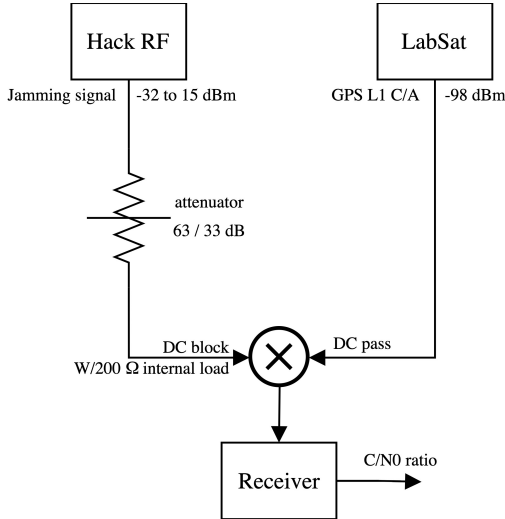 Hack RF
LabSat
Jamming signal
-32 to 15 dBm
GPS L1 C/A
-98 dBm
attenuator
63 / 33 dB
DC block
W/200 Ω internal load
DC pass
C/N0 ratio
Receiver